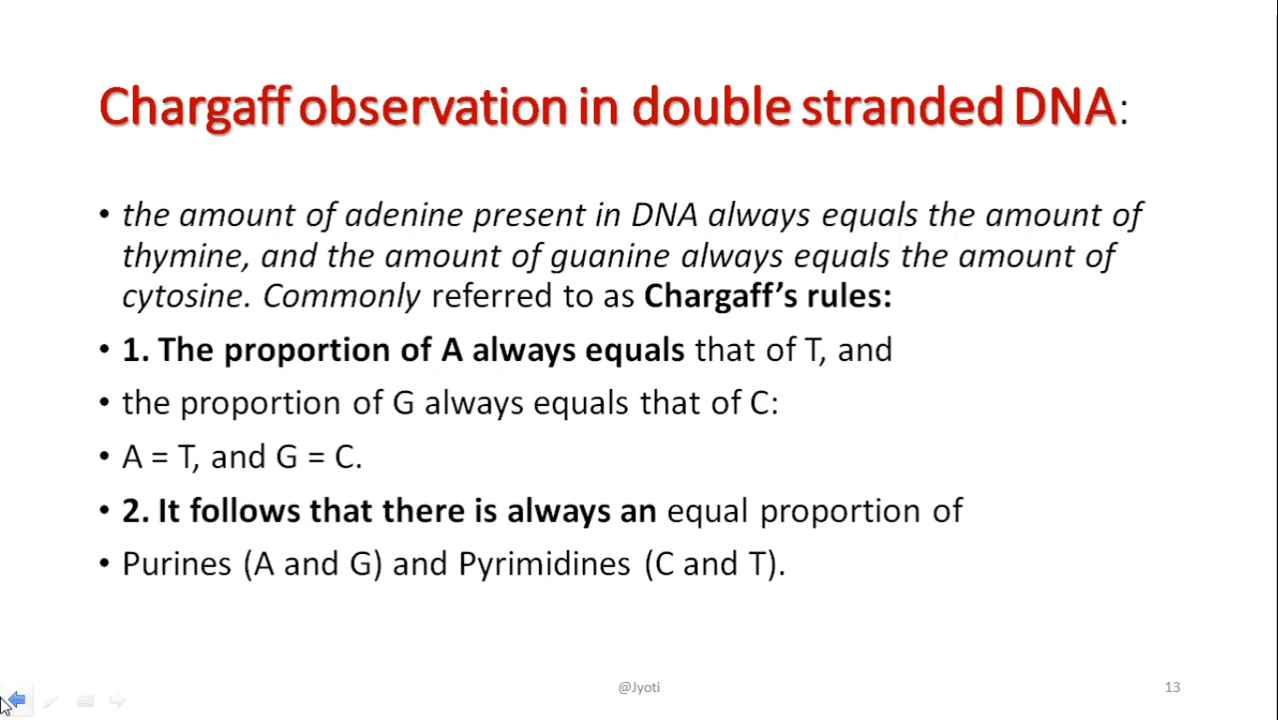 Chargaff observation in double stranded DNA:
• the amount of adenine present in DNA always equals the amount of
thymine, and the amount of guanine always equals the amount of
cytosine. Commonly referred to as Chargaff’s rules:
• 1. The proportion of A always equals that of T, and
• the proportion of G always equals that of C:
• A = T, and G = C.
• 2. It follows that there is always an equal proportion of
• Purines (A and G) and Pyrimidines (C and T).
@Jyoti
13